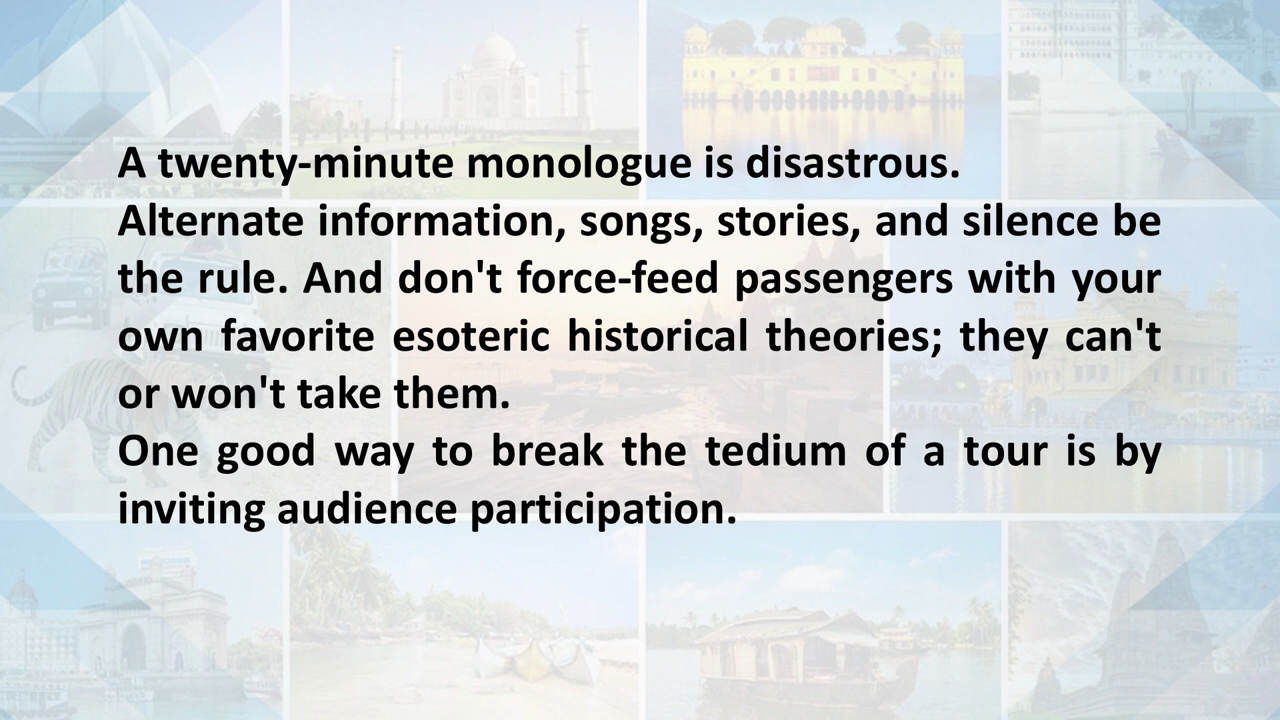 A twenty-minute monologue is disastrous.
Alternate information, songs, stories, and silence be
the rule. And don't force-feed passengers with your
own favorite esoteric historical theories; they can't
or won't take them.
One good way to break the tedium of a tour is by
inviting audience participation.